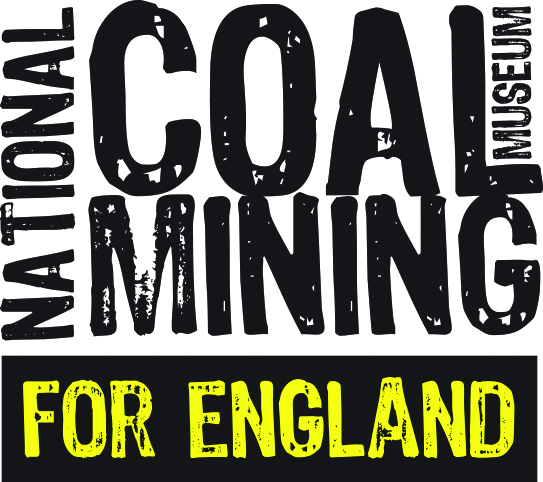 NATIONAL
COAL
MUSEUM
MINING
FOR ENGLAND